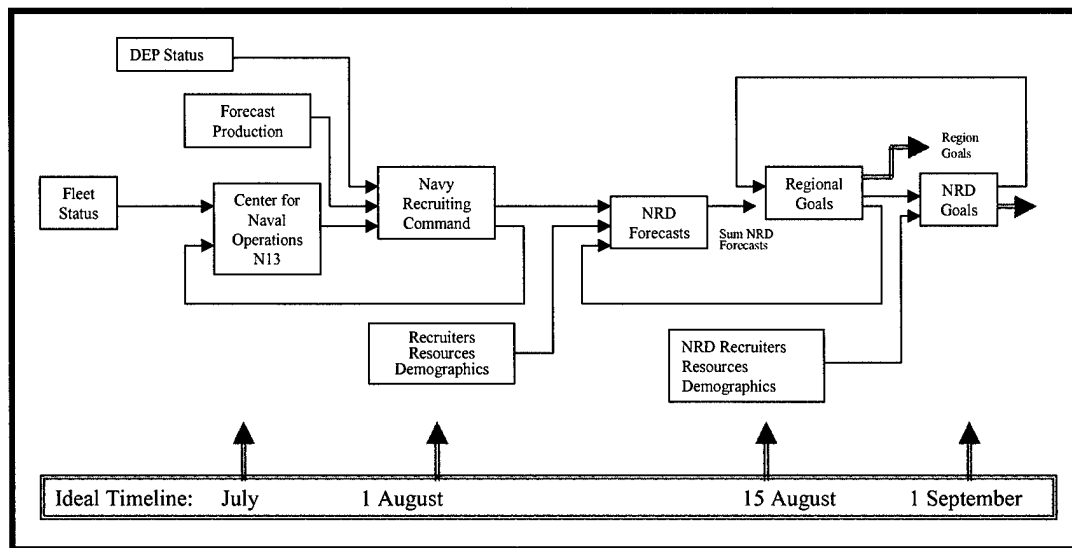 DEP Status
Forecast
Production
Fleet
Status
Center for
Naval
Operations
N13
Navy
Recruiting
Command
Recruiters
Resources
Demographics
NRD
Forecasts
Sum NRD
Forecasts
Regional
Goals
Region
Goals
NRD
Goals
NRD Recruiters
Resources
Demographics
Ideal Timeline: July 1 August 15 August 1 September